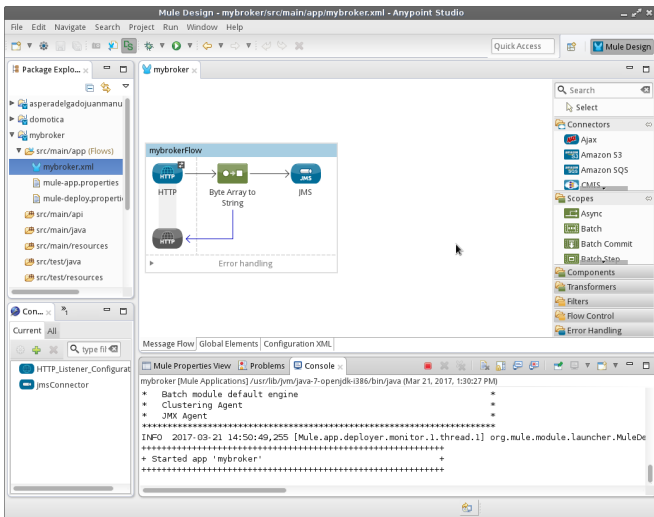 Mule Design - mybroker/src/main/app/mybroker.xml - Anypoint Studio
File Edit Navigate Search Project Run Window Help
Quick Access
Mule Design
Package Explo...
mybroker
asperadelgadojuanmanu
domotica
mybroker
src/main/app (Flows)
mybroker.xml
mule-app.properties
mule-deploy.properti
src/main/api
src/main/java
src/main/resources
src/test/java
src/test/resources
mybrokerFlow
HTTP
JMS
HTTP
Byte Array to String
JMS
HTTP
Error handling
Search
Select
Connectors
Ajax
Amazon S3
Amazon SQS
CMIS
Scopes
Async
Batch
Batch Commit
Batch Step
Components
Transformers
Filters
Flow Control
Error Handling
Message Flow Global Elements Configuration XML
Con...
Current All
type fil
HTTP_Listener_Configurat
jmsConnector
Mule Properties View Problems Console
mybroker [Mule Applications] /usr/lib/jvm/java-7-openjdk-i386/bin/java (Mar 21, 2017, 1:30:27 PM)
* Batch module default engine *
* Clustering Agent *
* JMX Agent *
**********************************************************************
INFO 2017-03-21 14:50:49,255 [Mule.app.deployer.monitor.1.thread.1] org.mule.module.launcher.MuleDe
++++++++++++++++++++++++++++++++++++++++++++++++++++++++++++
+ Started app 'mybroker' +
++++++++++++++++++++++++++++++++++++++++++++++++++++++++++++